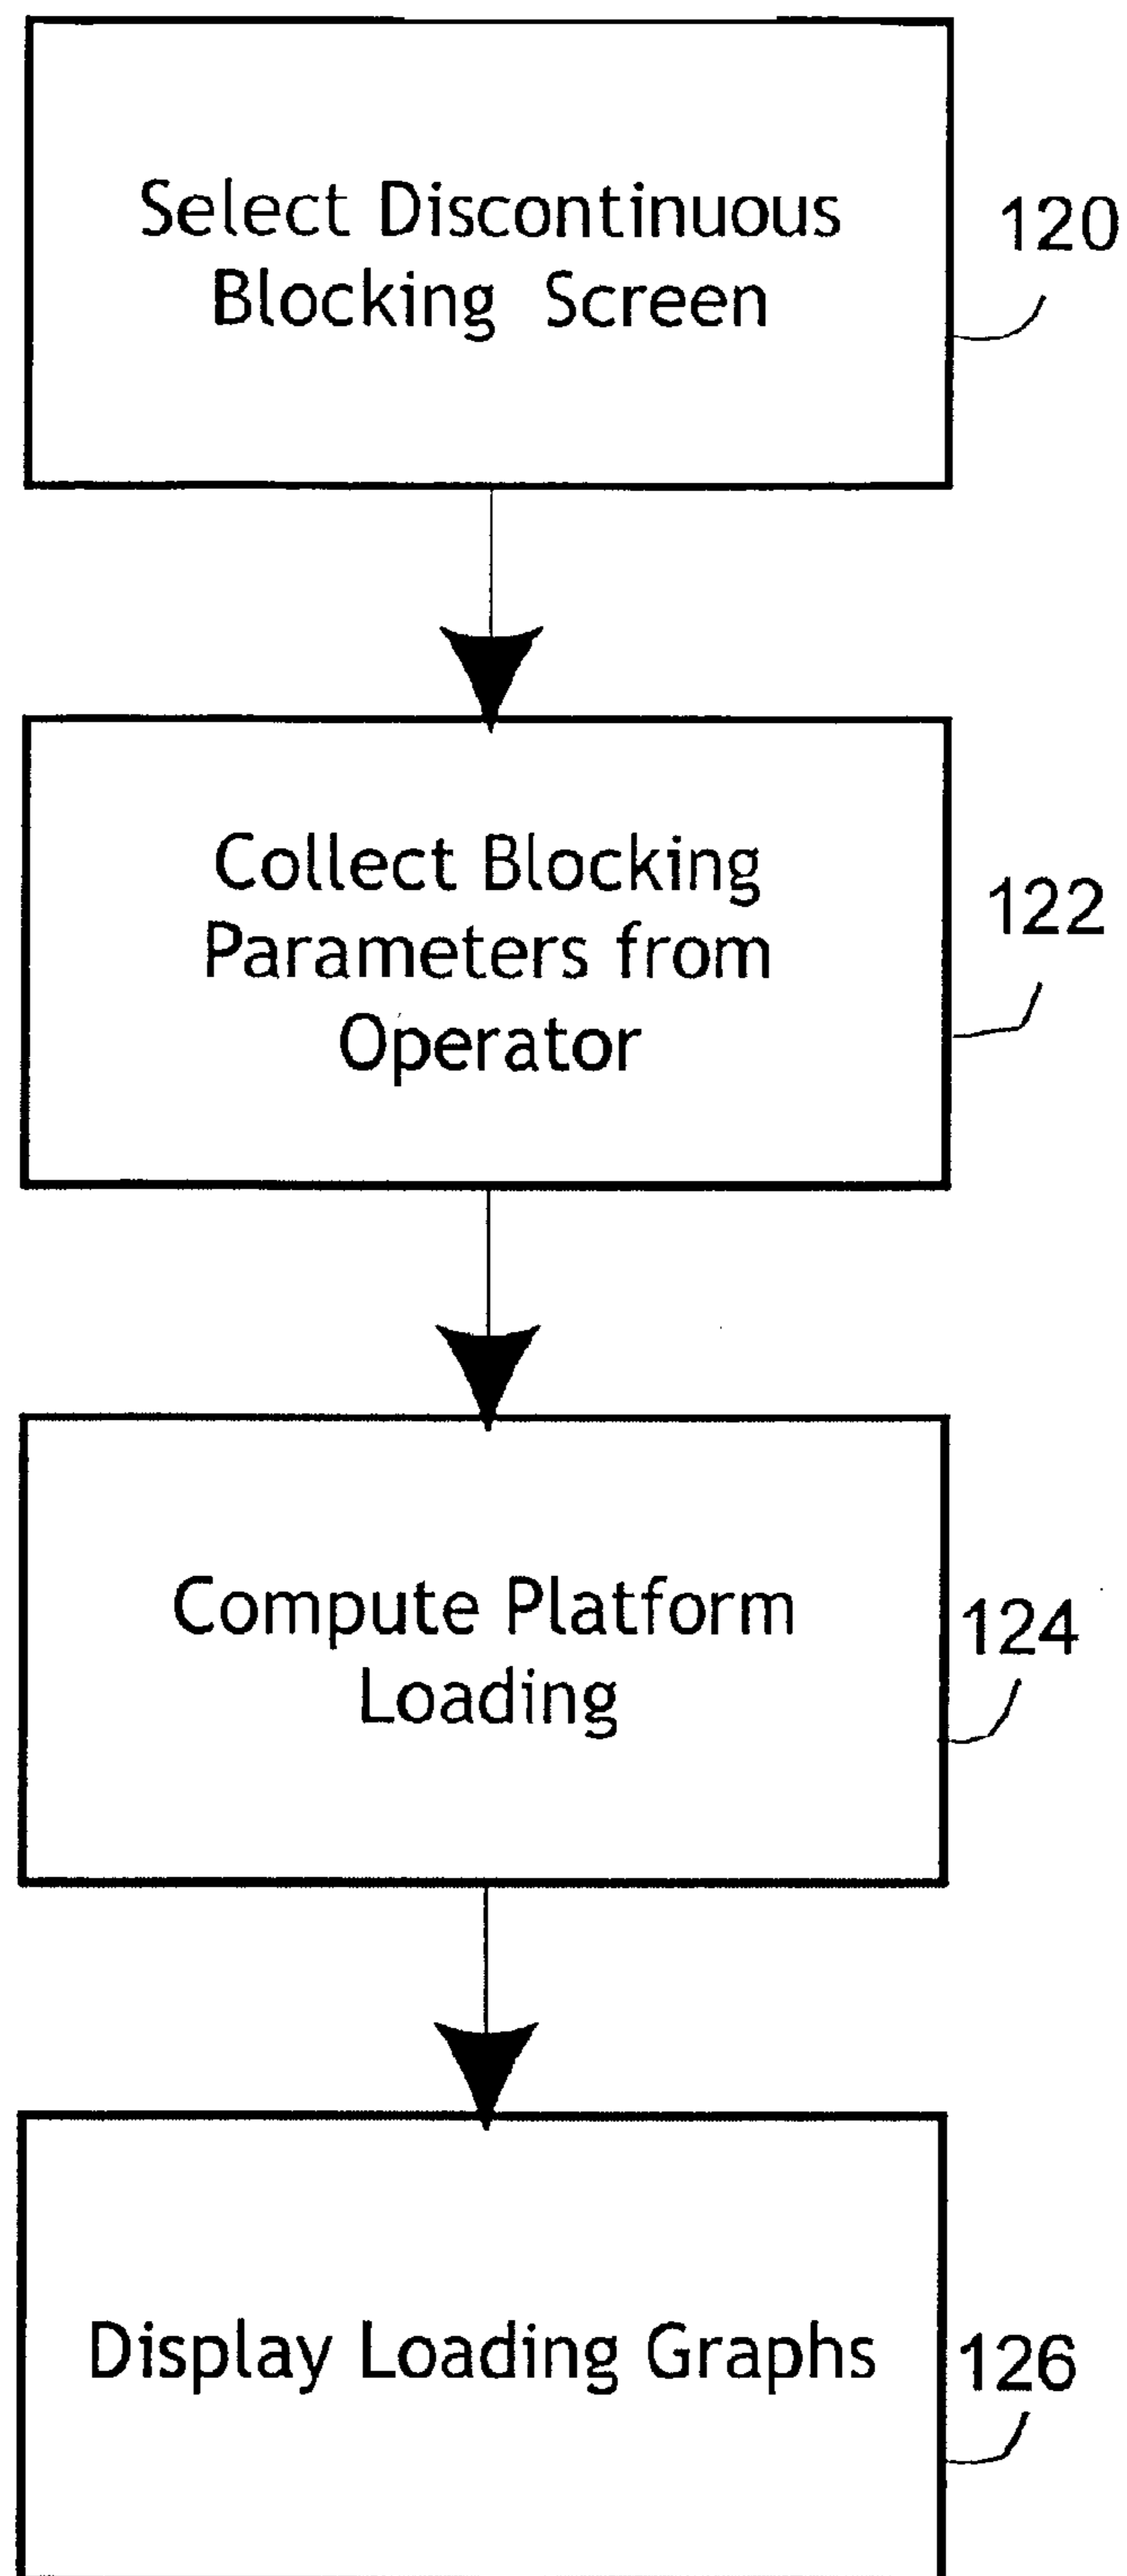 Select Discontinuous
Blocking Screen
120
Collect Blocking
Parameters from
Operator
122
Compute Platform
Loading
124
Display Loading Graphs
126